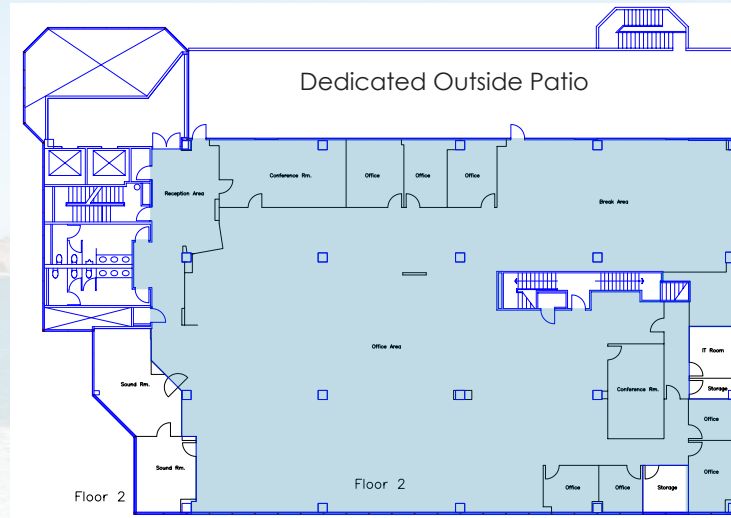 Dedicated Outside Patio
Conference Rm.
Office
Office
Office
Reception Area
Break Area
Office Area
IT Room
Sound Rm.
Conference Rm.
Storage
Office
Sound Rm.
Office
Office
Office
Storage
Floor 2
Floor 2